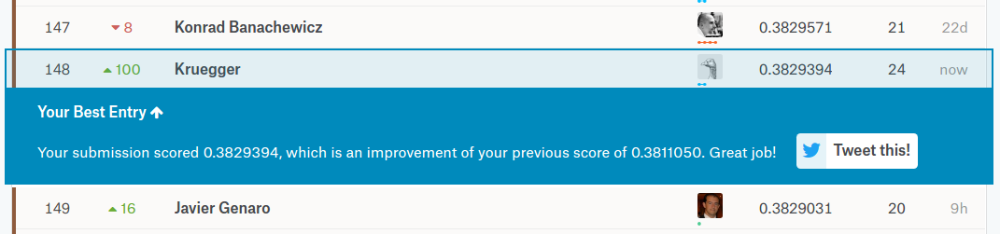 147 8 Konrad Banachewicz 0.3829571 21 22d
148 100 Kruegger 0.3829394 24 now
Your Best Entry
Your submission scored 0.3829394, which is an improvement of your previous score of 0.3811050. Great job! Tweet this!
149 16 Javier Genaro 0.3829031 20 9h